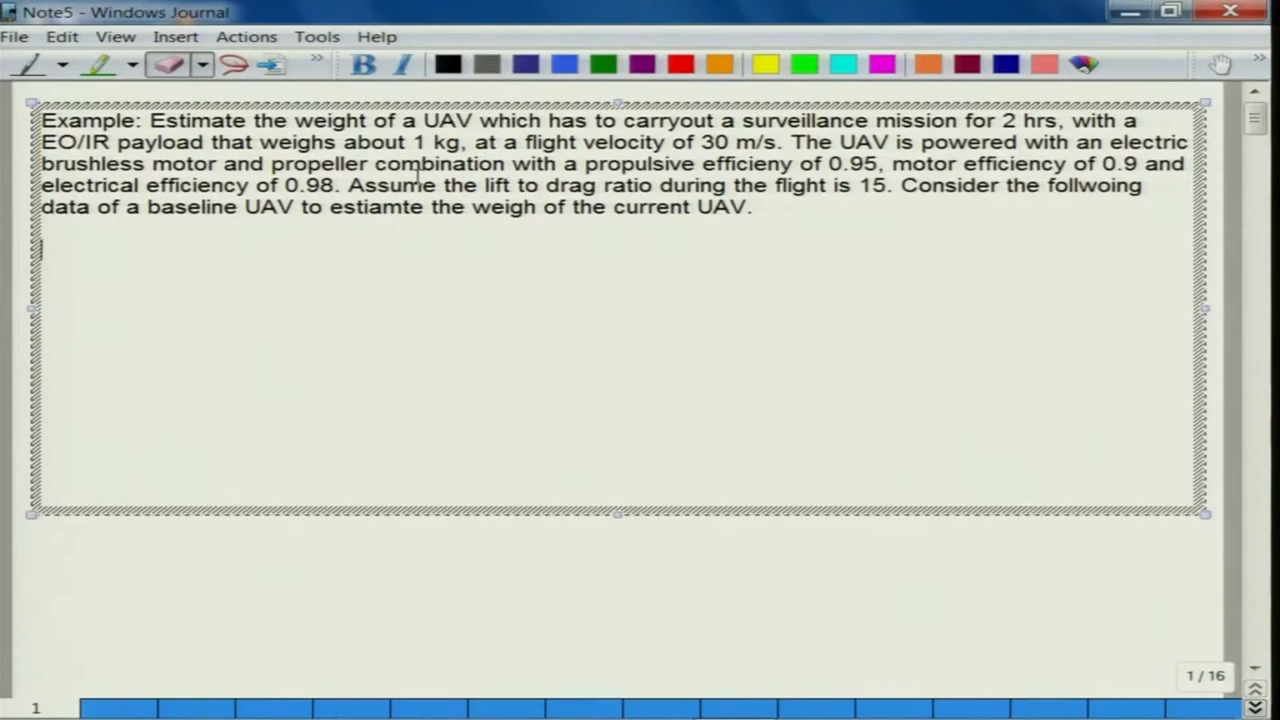 Note5 - Windows Journal
File Edit View Insert Actions Tools Help
B I
Example: Estimate the weight of a UAV which has to carryout a surveillance mission for 2 hrs, with a
EO/IR payload that weighs about 1 kg, at a flight velocity of 30 m/s. The UAV is powered with an electric
brushless motor and propeller combination with a propulsive efficieny of 0.95, motor efficiency of 0.9 and
electrical efficiency of 0.98. Assume the lift to drag ratio during the flight is 15. Consider the follwoing
data of a baseline UAV to estiamte the weigh of the current UAV.
1 / 16
1